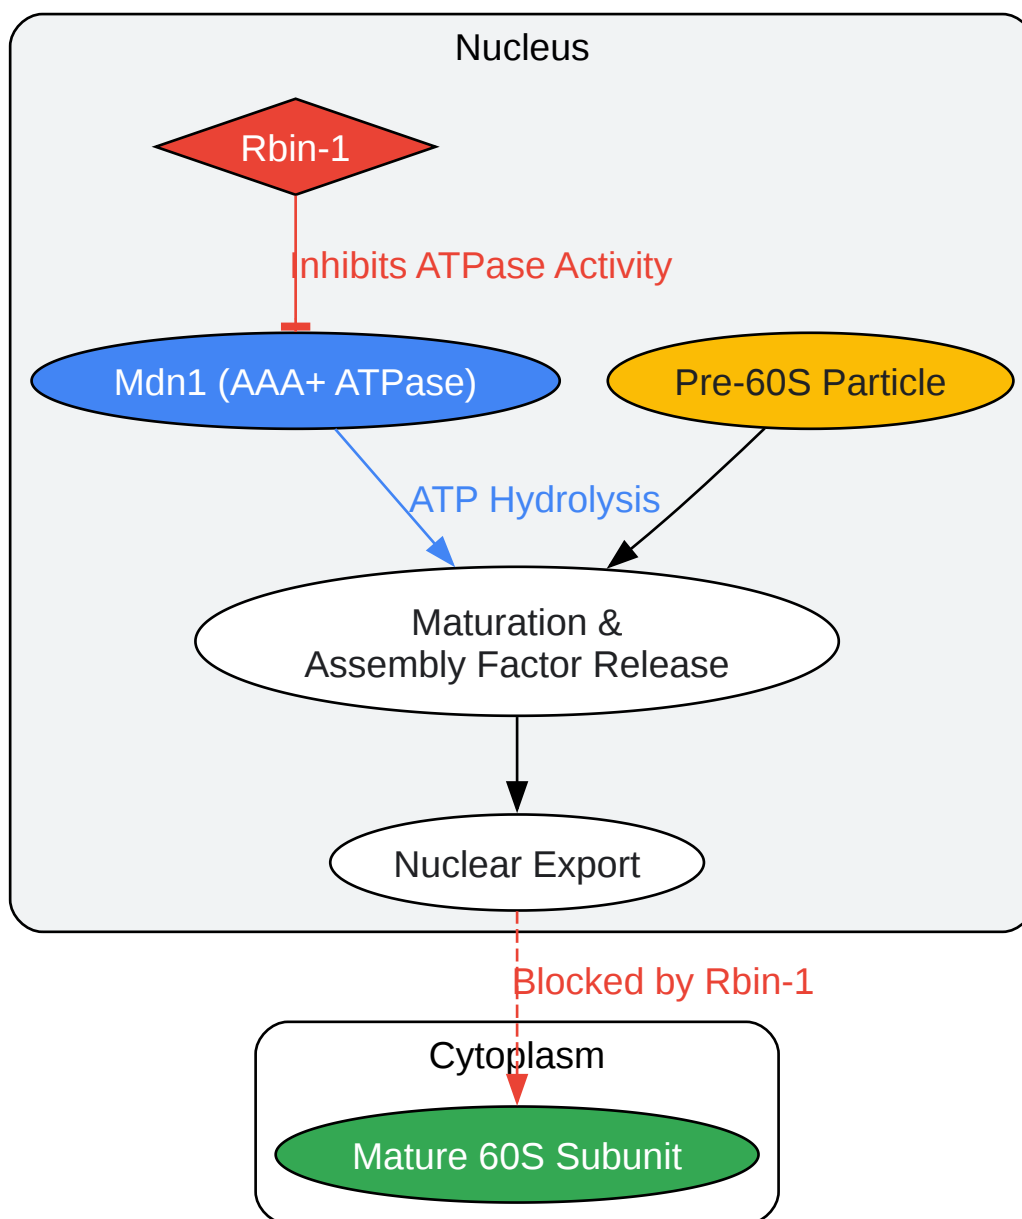 Nucleus
Rbin-1
Inhibits ATPase Activity
Mdn1 (AAA+ ATPase)
Pre-60S Particle
ATP Hydrolysis
Maturation &
Assembly Factor Release
Nuclear Export
Blocked by Rbin-1
Cytoplasm
Mature 60S Subunit